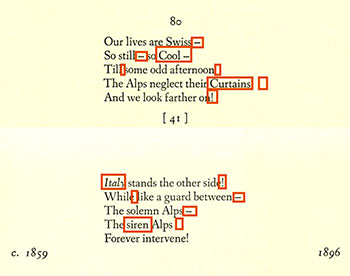 80
Our lives are Swiss –
So still – so Cool –
Till some odd afternoon
The Alps neglect their Curtains
And we look farther on!
[ 41 ]
Italy stands the other side!
While like a guard between –
The solemn Alps –
The siren Alps
Forever intervene!
c. 1859 1896